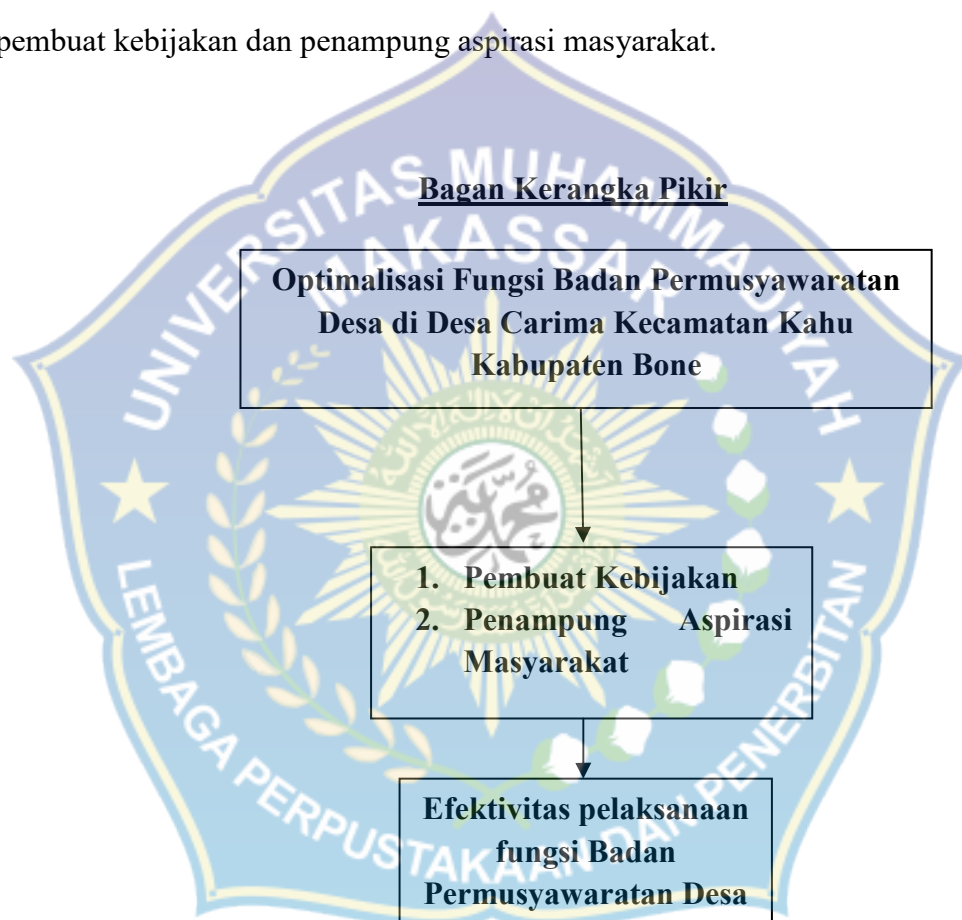 pembuat kebijakan dan penampung aspirasi masyarakat.
Bagan Kerangka Pikir
Optimalisasi Fungsi Badan Permusyawaratan
Desa di Desa Carima Kecamatan Kahu
Kabupaten Bone
1. Pembuat Kebijakan
2. Penampung Aspirasi
Masyarakat
Efektivitas pelaksanaan
fungsi Badan
Permusyawaratan Desa
UNIVERSITAS MUHAMMADIYAH
MAKASSAR
LEMBAGA PERPUSTAKAAN DAN PENERBITAN